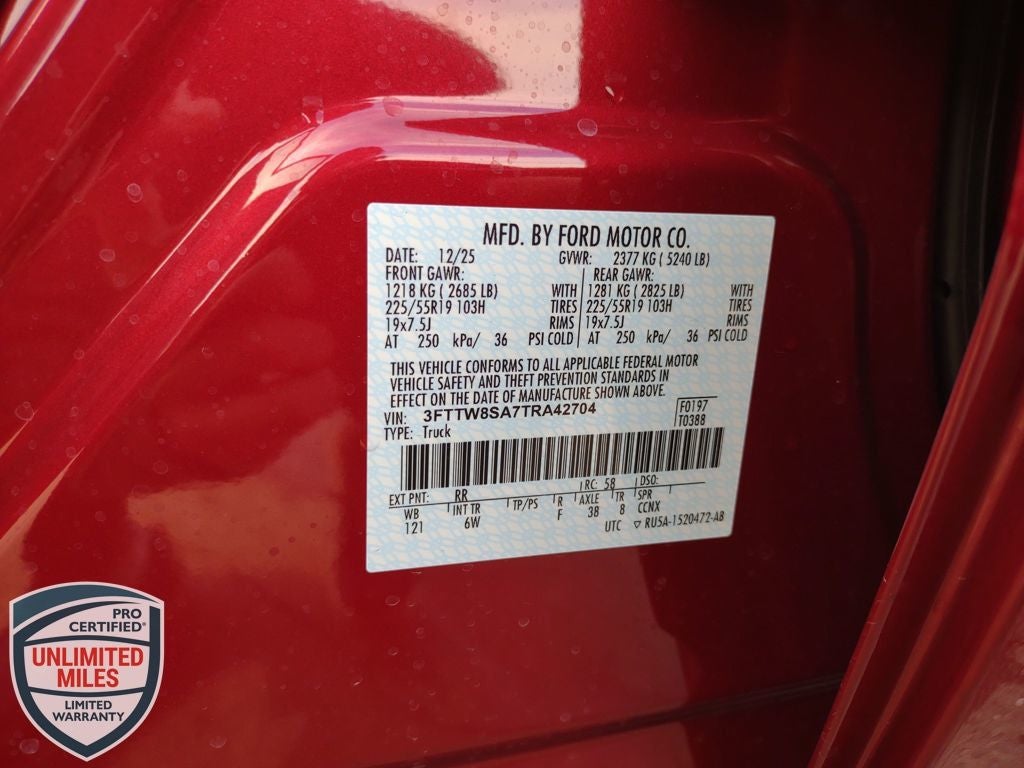 MFD. BY FORD MOTOR CO.
DATE: 12/25 GVWR: 2377 KG ( 5240 LB)
FRONT GAWR: REAR GAWR:
1218 KG ( 2685 LB) WITH 1281 KG ( 2825 LB) WITH
225/55R19 103H TIRES 225/55R19 103H TIRES
19x7.5J RIMS 19x7.5J RIMS
AT 250 kPa/ 36 PSI COLD AT 250 kPa/ 36 PSI COLD
THIS VEHICLE CONFORMS TO ALL APPLICABLE FEDERAL MOTOR
VEHICLE SAFETY AND THEFT PREVENTION STANDARDS IN
EFFECT ON THE DATE OF MANUFACTURE SHOWN ABOVE.
VIN: 3FTTW8SA7TRA42704 F0197
TYPE: Truck T0388
EXT PNT: RR RC: 58 DSO:
WB INT TR TP/PS R AXLE TR SPR
121 6W F 38 8 CCNX
UTC ▽ RU5A-1520472-AB
PRO
CERTIFIED®
UNLIMITED
MILES
LIMITED
WARRANTY